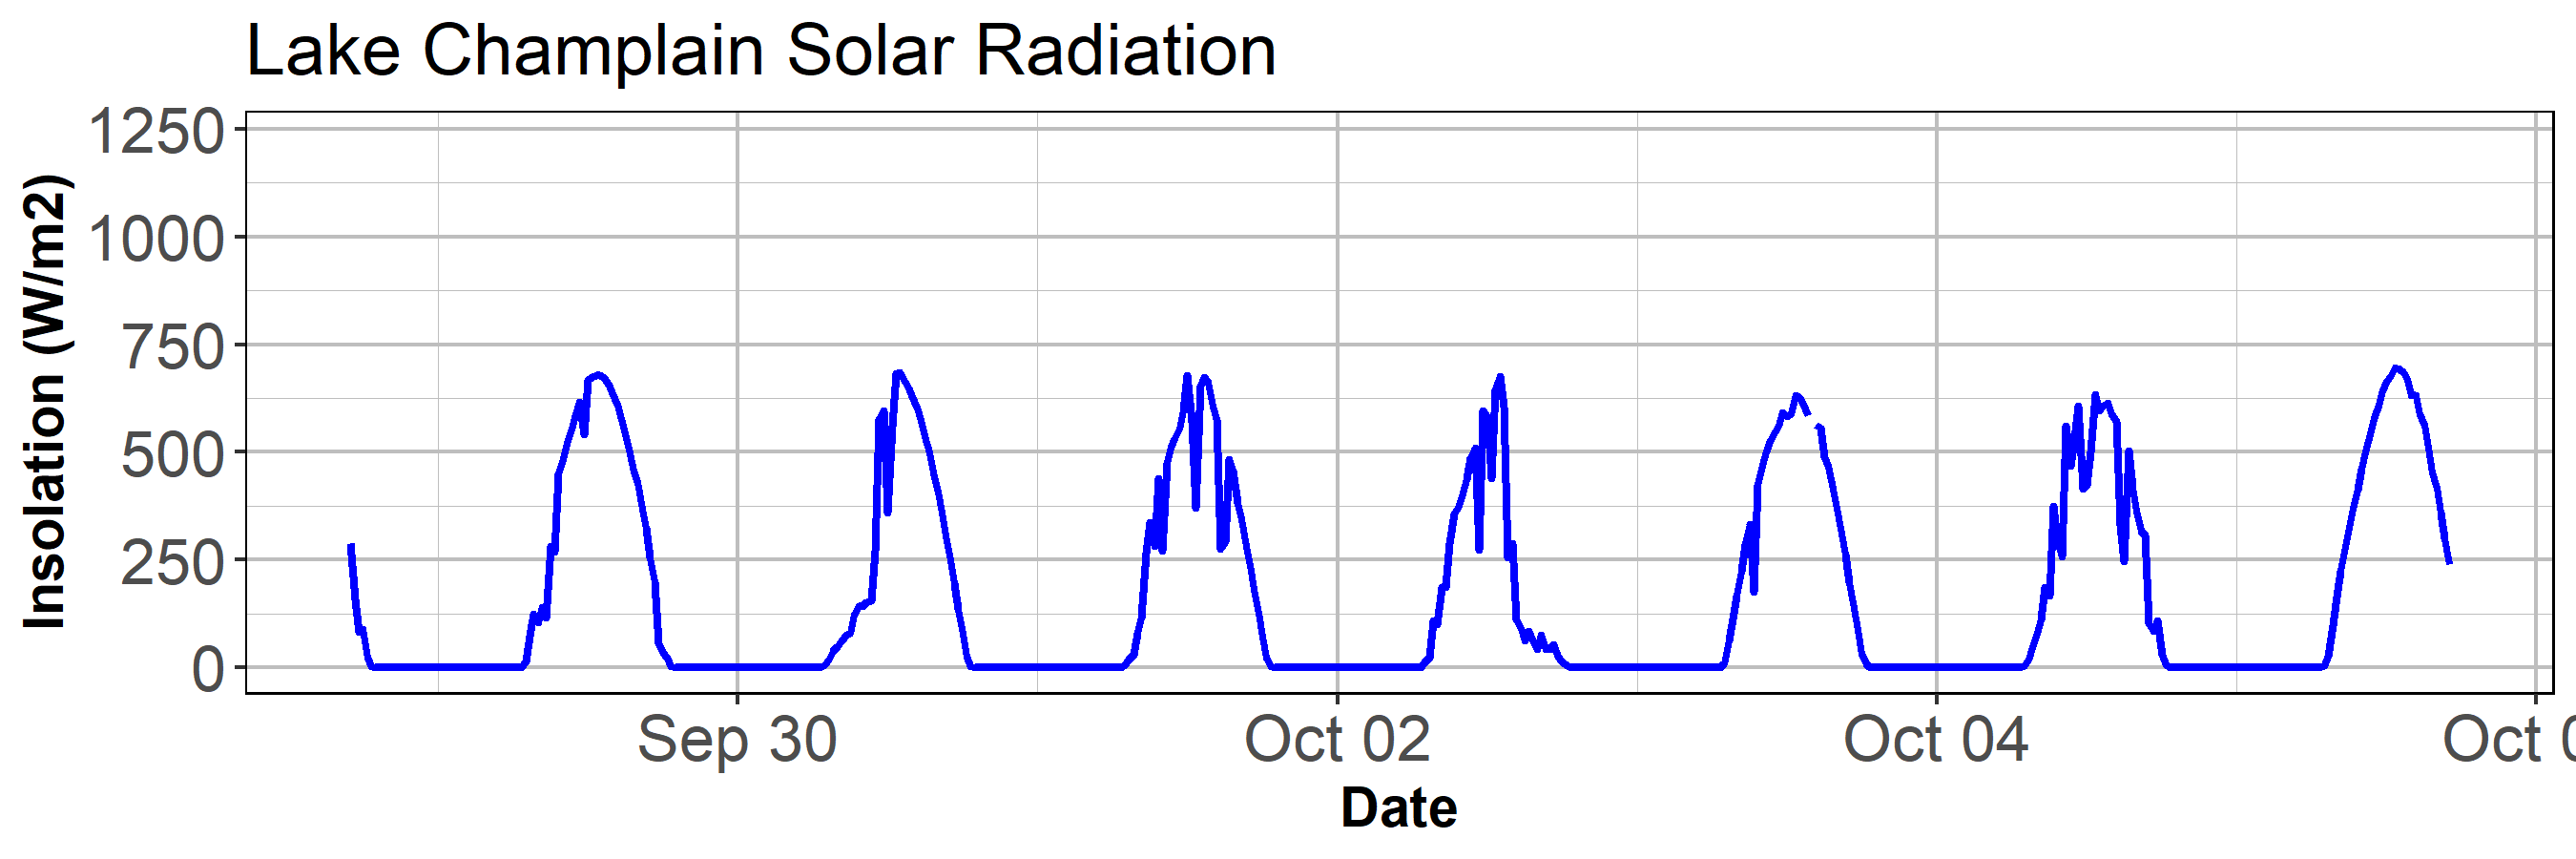 Lake Champlain Solar Radiation
1250
1000
750
500
250
0
Insolation (W/m2)
Sep 30
Oct 02
Oct 04
Oct
Date